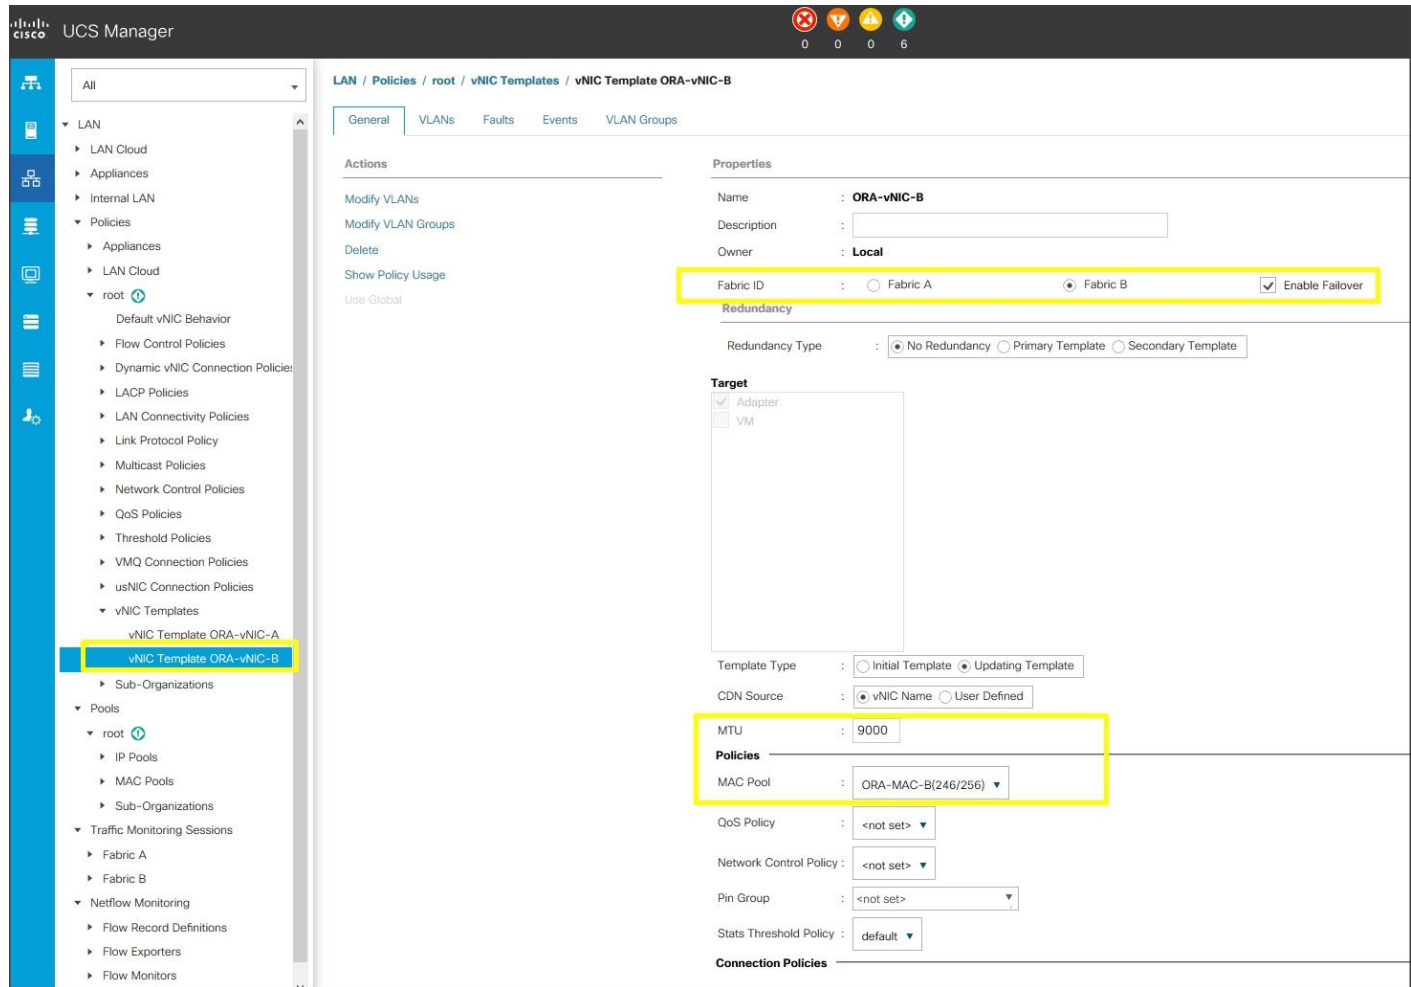 cisco UCS Manager
0 0 0 6
All
LAN
LAN Cloud
Appliances
Internal LAN
Policies
Appliances
LAN Cloud
root
Default vNIC Behavior
Flow Control Policies
Dynamic vNIC Connection Policies
LACP Policies
LAN Connectivity Policies
Link Protocol Policy
Multicast Policies
Network Control Policies
QoS Policies
Threshold Policies
VMQ Connection Policies
usNIC Connection Policies
vNIC Templates
vNIC Template ORA-vNIC-A
vNIC Template ORA-vNIC-B
Sub-Organizations
Pools
root
IP Pools
MAC Pools
Sub-Organizations
Traffic Monitoring Sessions
Fabric A
Fabric B
Netflow Monitoring
Flow Record Definitions
Flow Exporters
Flow Monitors
LAN / Policies / root / vNIC Templates / vNIC Template ORA-vNIC-B
General VLANs Faults Events VLAN Groups
Actions
Modify VLANs
Modify VLAN Groups
Delete
Show Policy Usage
Use Global
Properties
Name : ORA-vNIC-B
Description :
Owner : Local
Fabric ID : Fabric A Fabric B Enable Failover
Redundancy
Redundancy Type : No Redundancy Primary Template Secondary Template
Target
Adapter
VM
Template Type : Initial Template Updating Template
CDN Source : vNIC Name User Defined
MTU : 9000
Policies
MAC Pool : ORA-MAC-B(246/256)
QoS Policy : <not set>
Network Control Policy : <not set>
Pin Group : <not set>
Stats Threshold Policy : default
Connection Policies